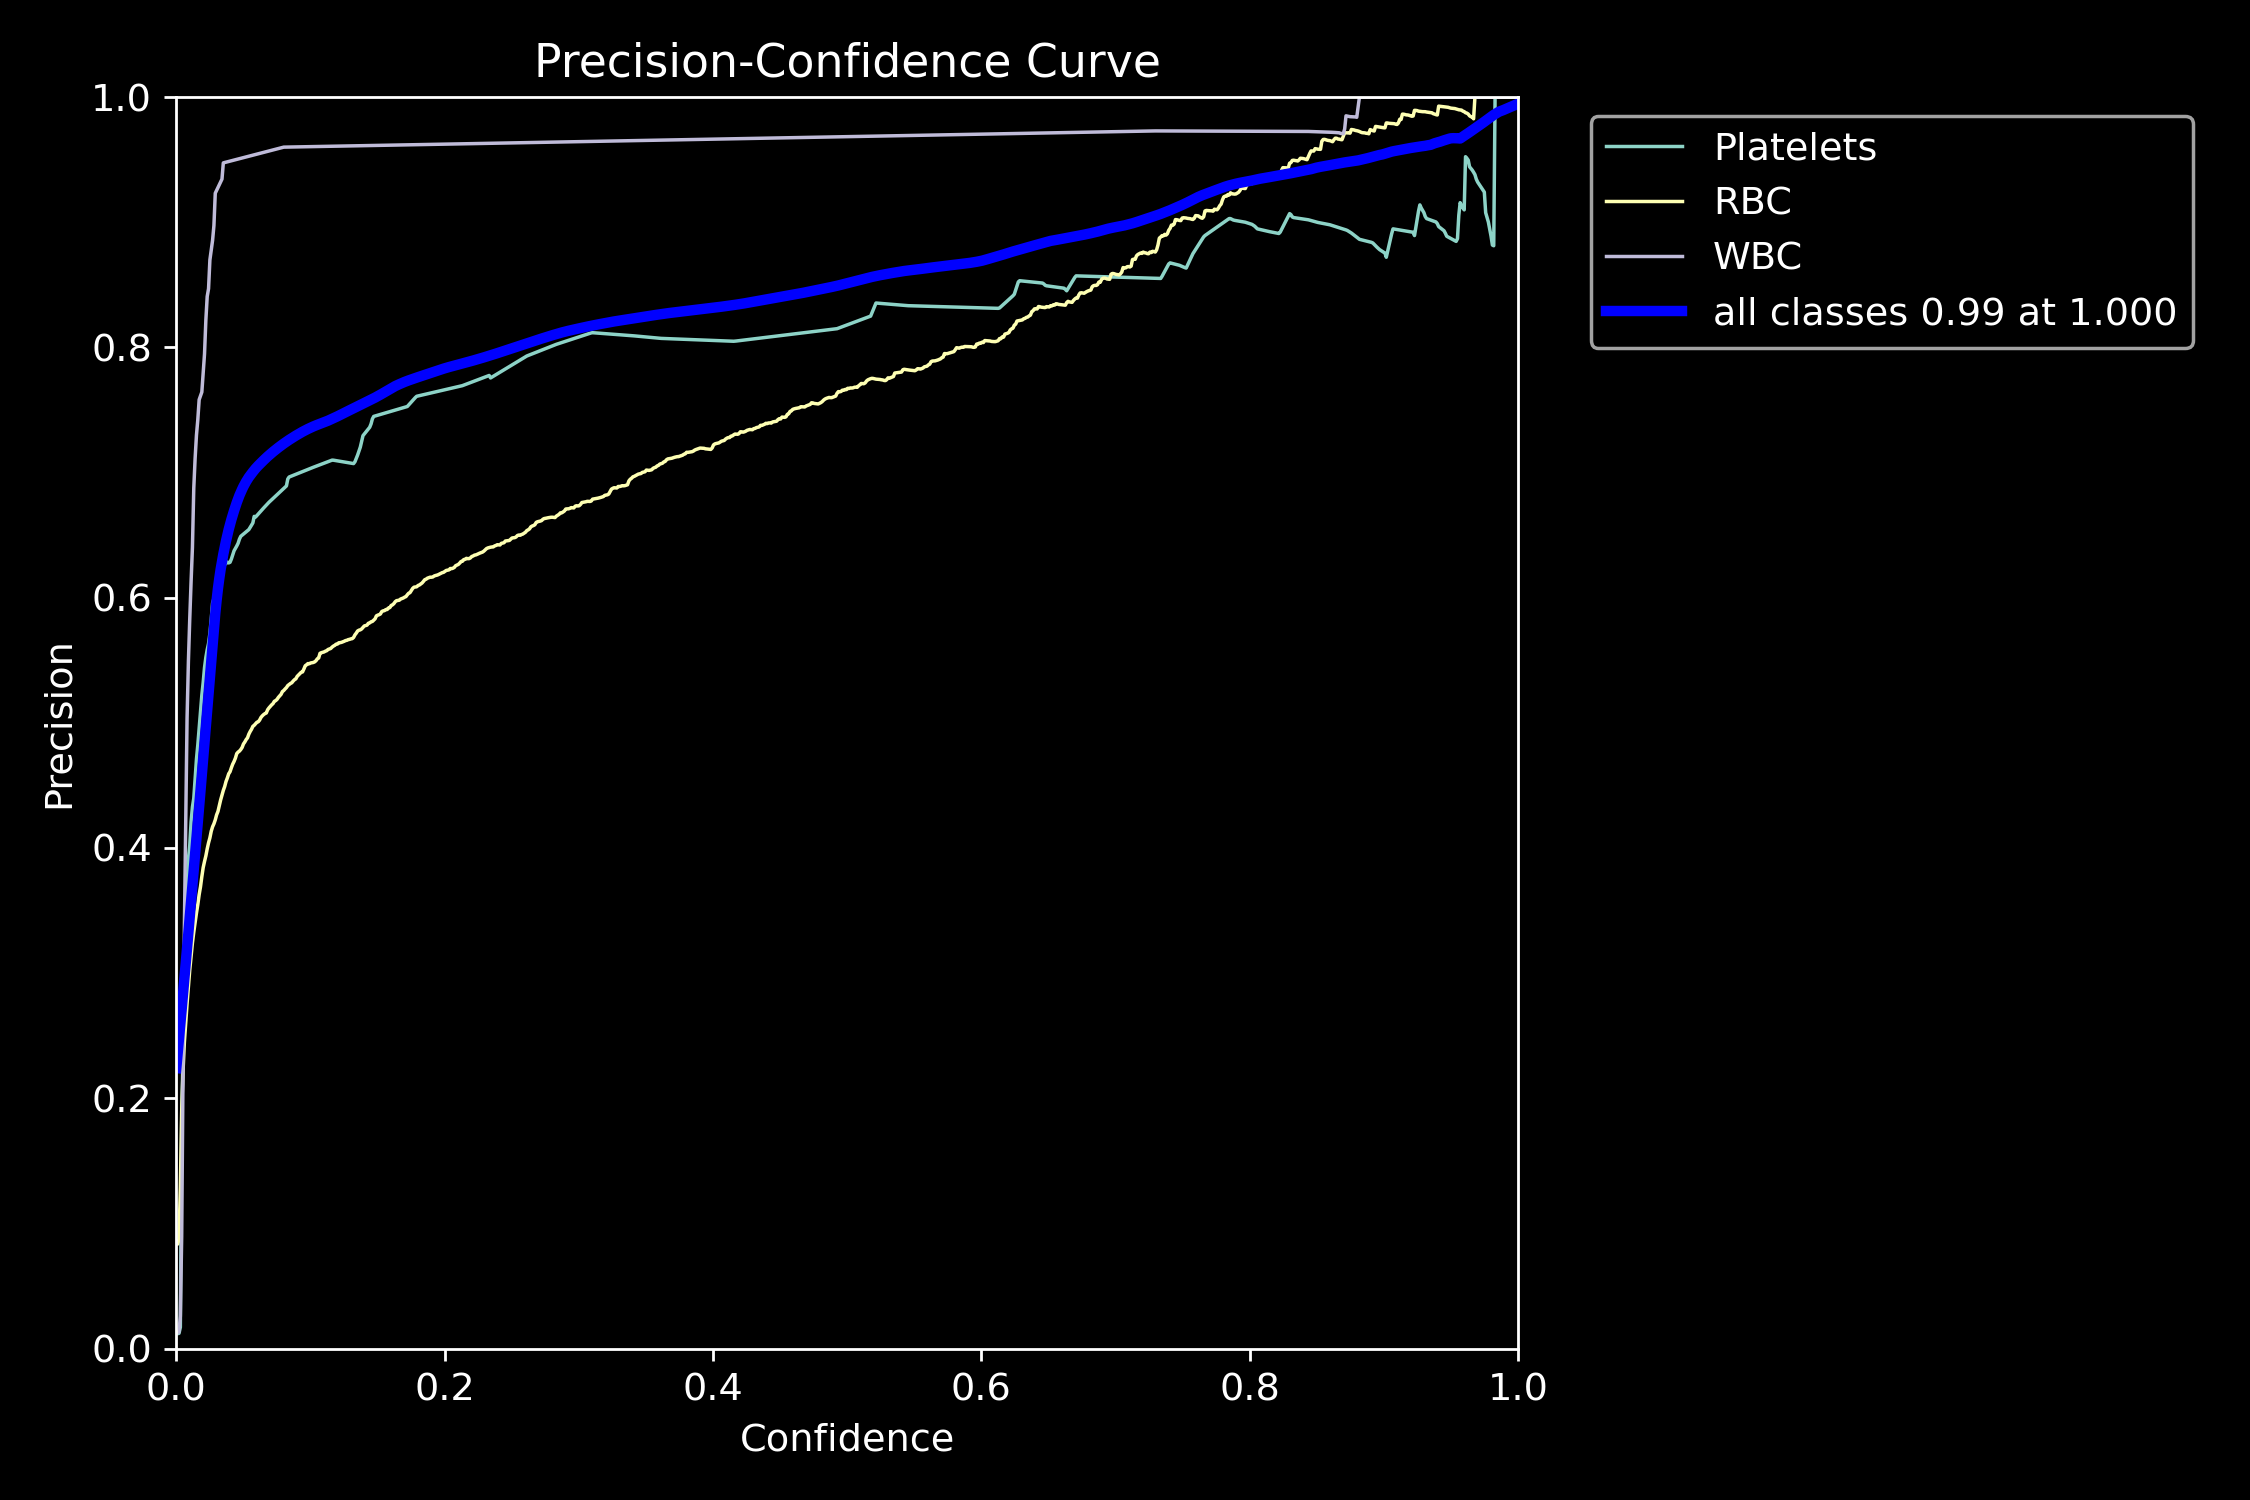 Precision-Confidence Curve
1.0
0.8
0.6
0.4
0.2
0.0
Precision
0.0 0.2 0.4 0.6 0.8 1.0
Confidence
Platelets
RBC
WBC
all classes 0.99 at 1.000